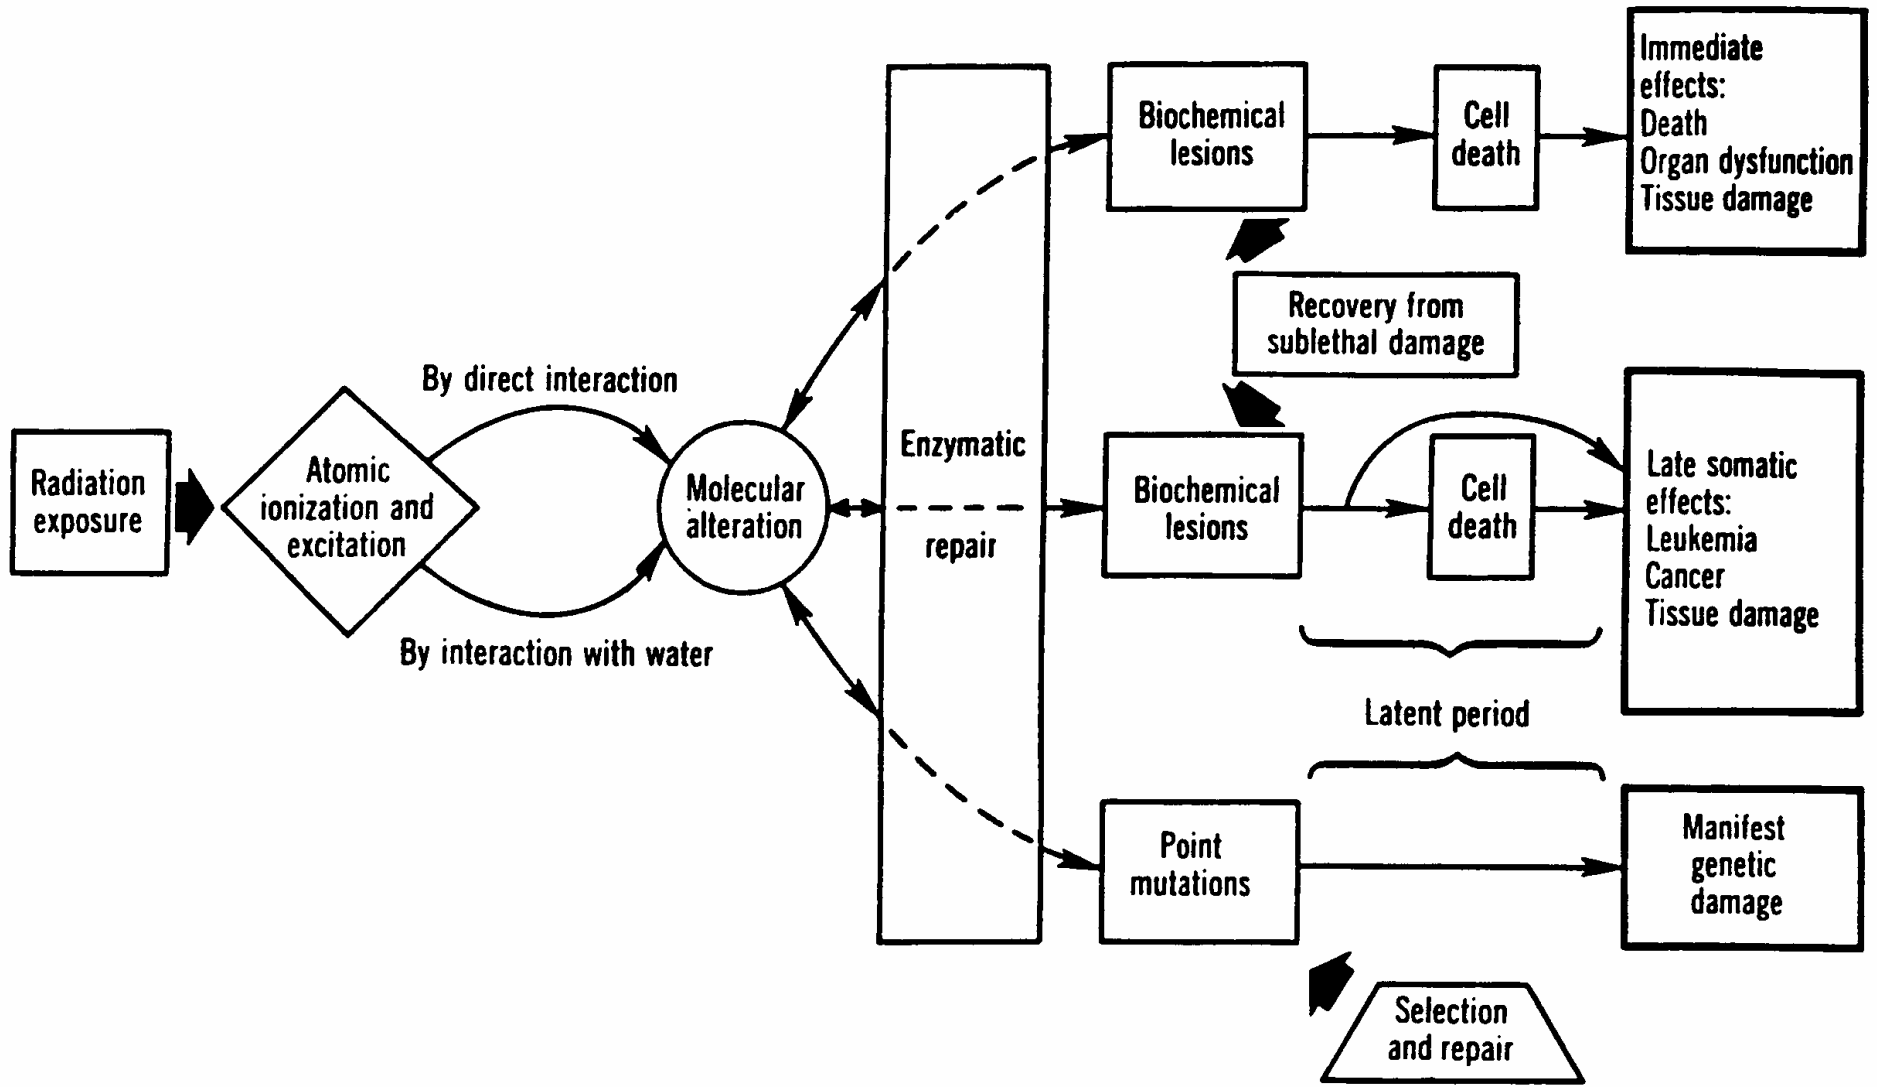 Radiation
exposure
Atomic
ionization and
excitation
By direct interaction
By interaction with water
Molecular
alteration
Enzymatic
repair
Biochemical
lesions
Cell
death
Immediate
effects:
Death
Organ dysfunction
Tissue damage
Recovery from
sublethal damage
Biochemical
lesions
Cell
death
Late somatic
effects:
Leukemia
Cancer
Tissue damage
Latent period
Point
mutations
Manifest
genetic
damage
Selection
and repair